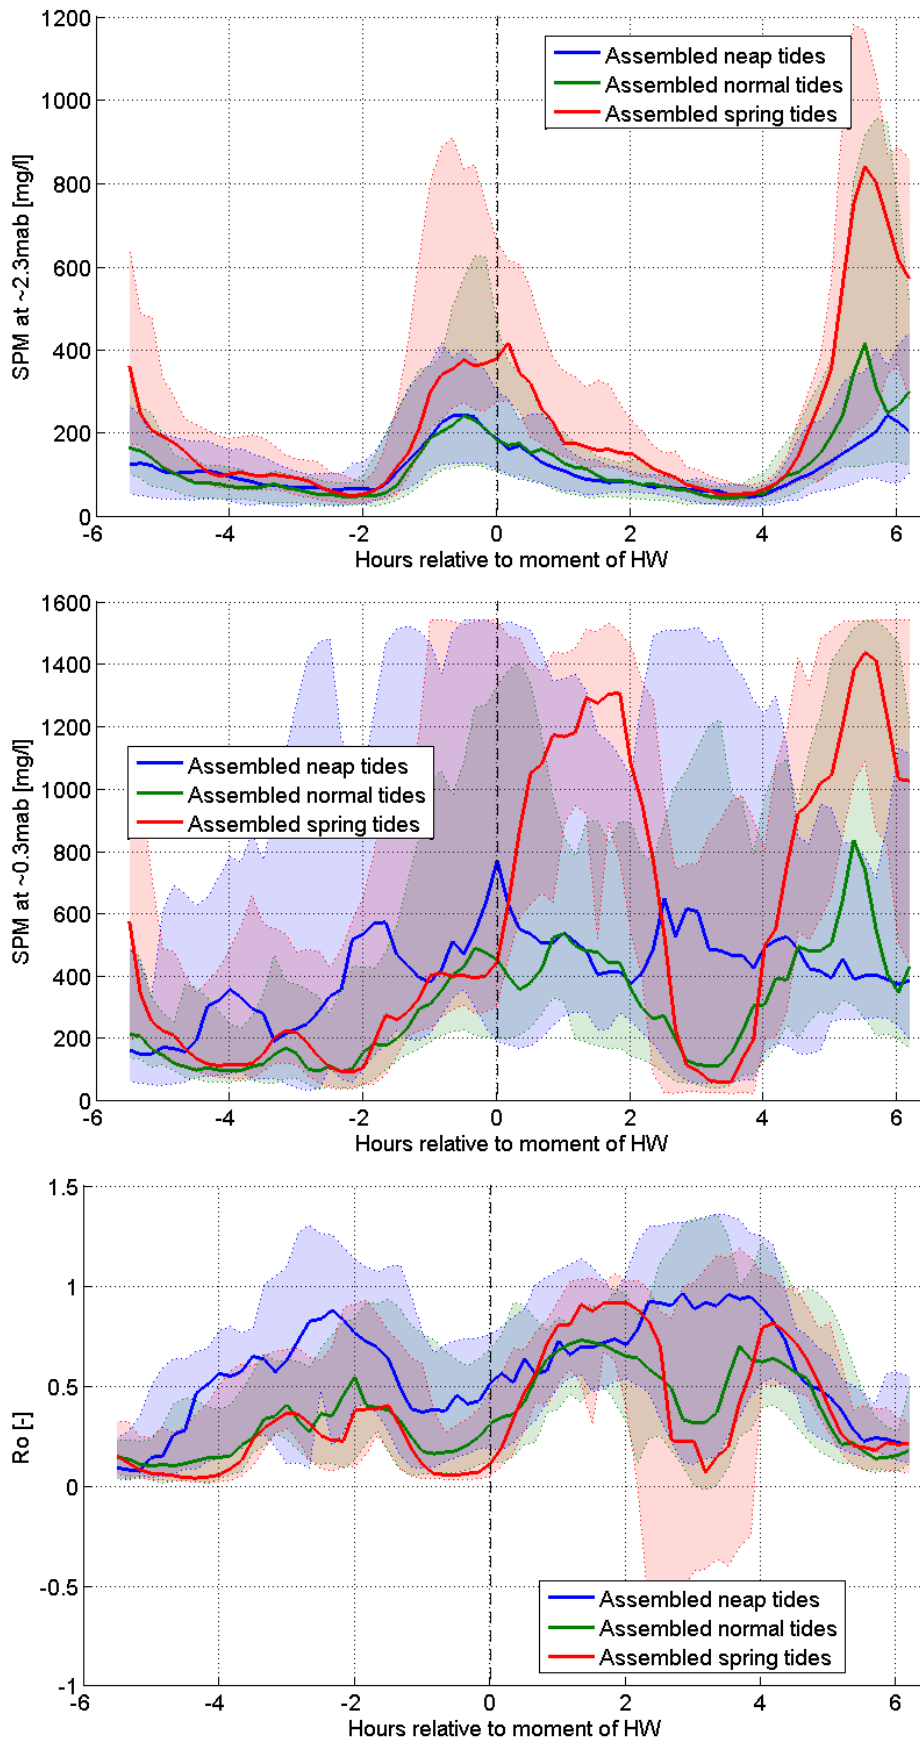 SPM at ~2.3mab [mg/l]
1200
1000
800
600
400
200
0
Assembled neap tides
Assembled normal tides
Assembled spring tides
-6 -4 -2 0 2 4 6
Hours relative to moment of HW
SPM at ~0.3mab [mg/l]
1600
1400
1200
1000
800
600
400
200
0
Assembled neap tides
Assembled normal tides
Assembled spring tides
-6 -4 -2 0 2 4 6
Hours relative to moment of HW
Ro [-]
1.5
1
0.5
0
-0.5
-1
Assembled neap tides
Assembled normal tides
Assembled spring tides
-6 -4 -2 0 2 4 6
Hours relative to moment of HW